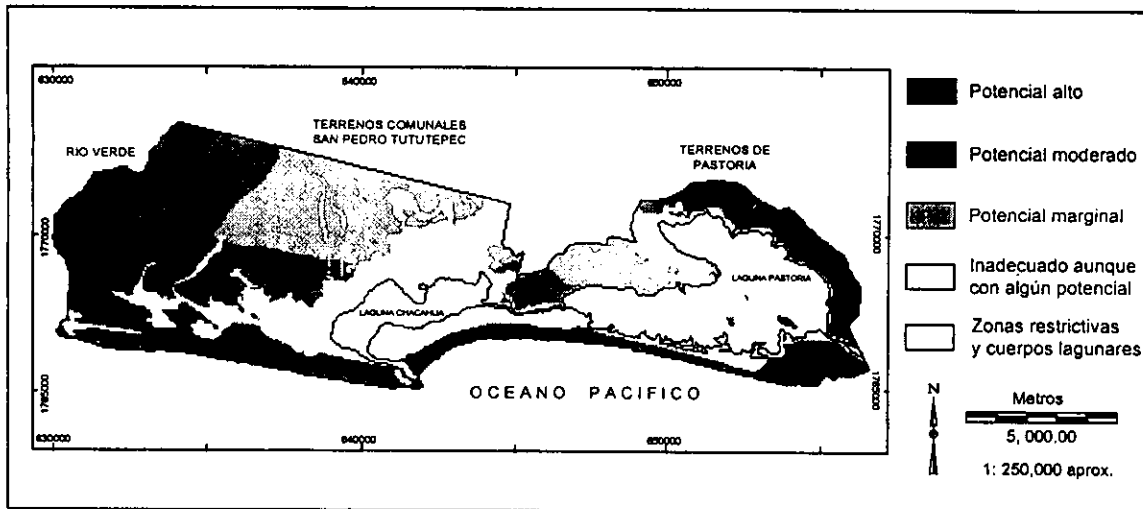 630000
640000
650000
TERRENOS COMUNALES
SAN PEDRO TUTUTEPEC
RIO VERDE
TERRENOS DE
PASTORIA
1770000
1770000
LAGUNA PASTORIA
LAGUNA CHACAHUA
OCEANO PACIFICO
1765000
1765000
630000
640000
650000
Potencial alto
Potencial moderado
Potencial marginal
Inadecuado aunque
con algún potencial
Zonas restrictivas
y cuerpos lagunares
N
Metros
5, 000.00
1: 250,000 aprox.